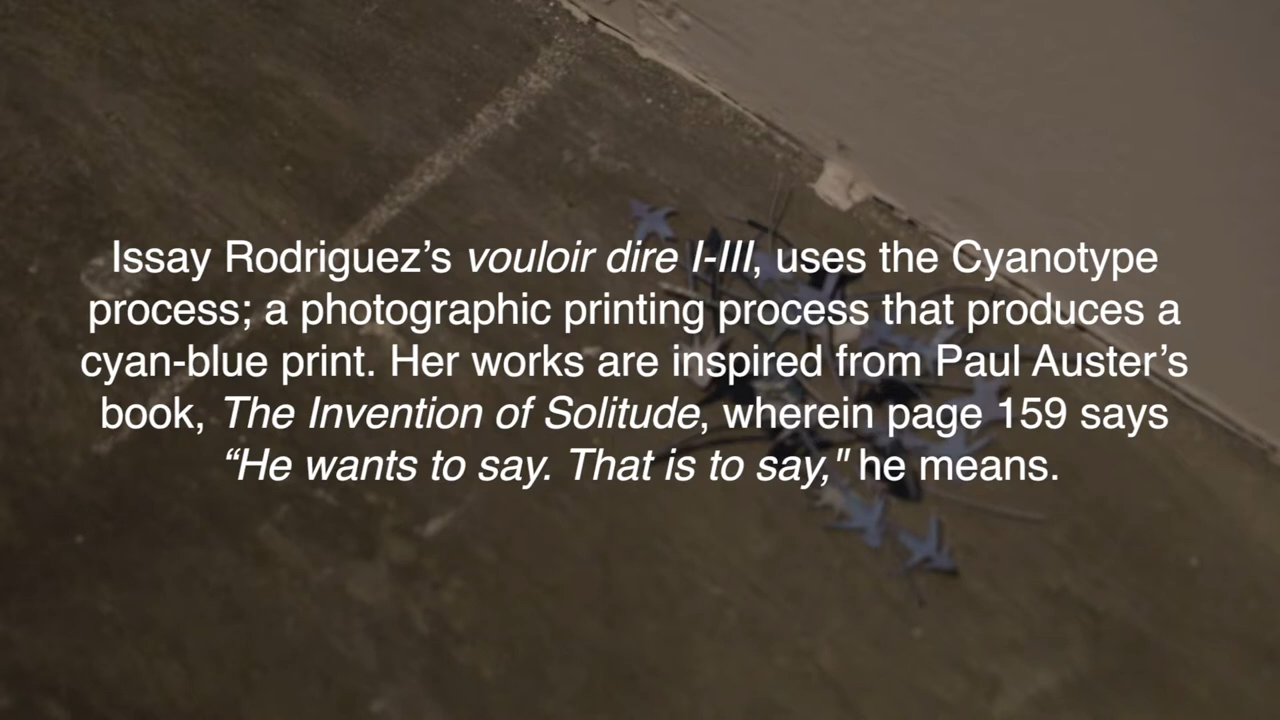 Issay Rodriguez’s vouloir dire I-III, uses the Cyanotype
process; a photographic printing process that produces a
cyan-blue print. Her works are inspired from Paul Auster’s
book, The Invention of Solitude, wherein page 159 says
“He wants to say. That is to say," he means.